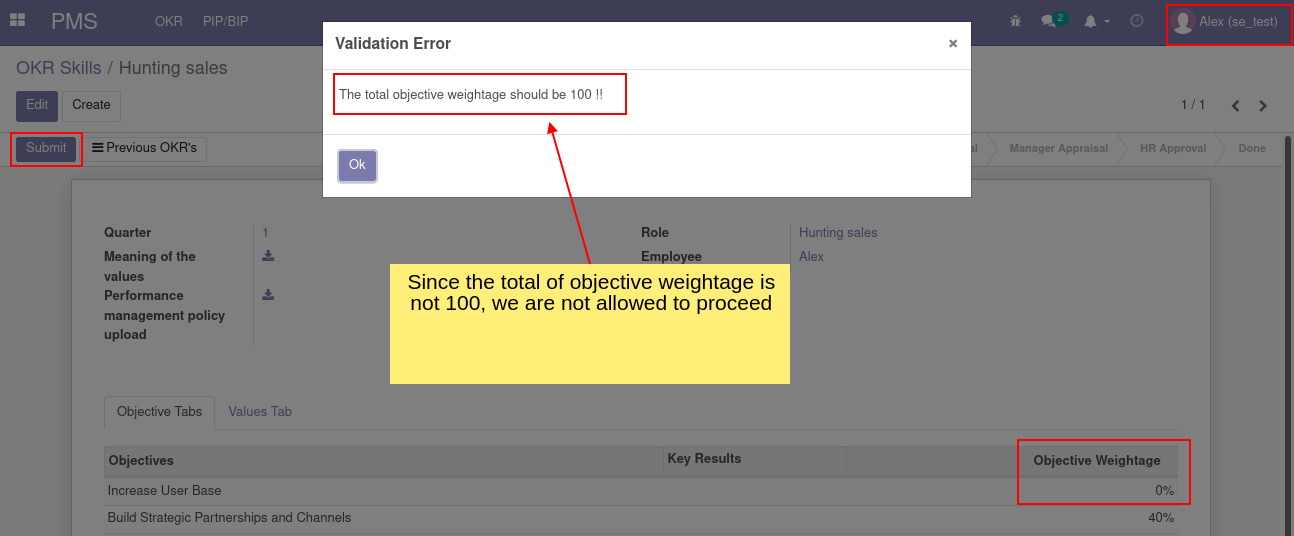 PMS
OKR PIP/BIP
2
Alex (se_test)
Validation Error
×
OKR Skills / Hunting sales
The total objective weightage should be 100 !!
Edit Create
1 / 1
Submit
Previous OKR's
Ok
al
Manager Appraisal
HR Approval
Done
Quarter 1
Role Hunting sales
Meaning of the
values
Employee Alex
Performance
management policy
upload
Since the total of objective weightage is
not 100, we are not allowed to proceed
Objective Tabs Values Tab
Objectives Key Results Objective Weightage
Increase User Base 0%
Build Strategic Partnerships and Channels 40%